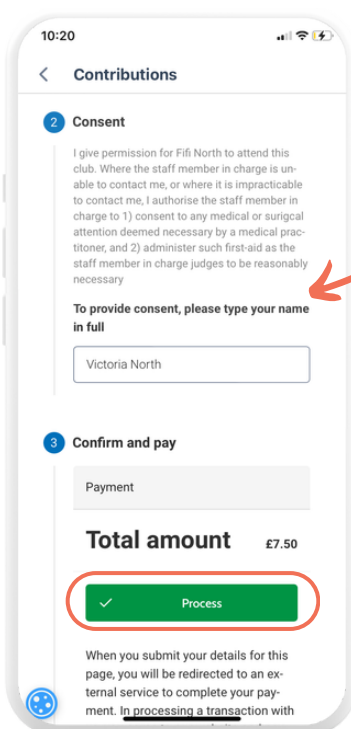 10:20
Contributions
2 Consent
I give permission for Fifi North to attend this
club. Where the staff member in charge is un-
able to contact me, or where it is impracticable
to contact me, I authorise the staff member in
charge to 1) consent to any medical or surigcal
attention deemed necessary by a medical prac-
titoner, and 2) administer such first-aid as the
staff member in charge judges to be reasonably
necessary
To provide consent, please type your name
in full
Victoria North
3 Confirm and pay
Payment
Total amount £7.50
Process
When you submit your details for this
page, you will be redirected to an ex-
ternal service to complete your pay-
ment. In processing a transaction with